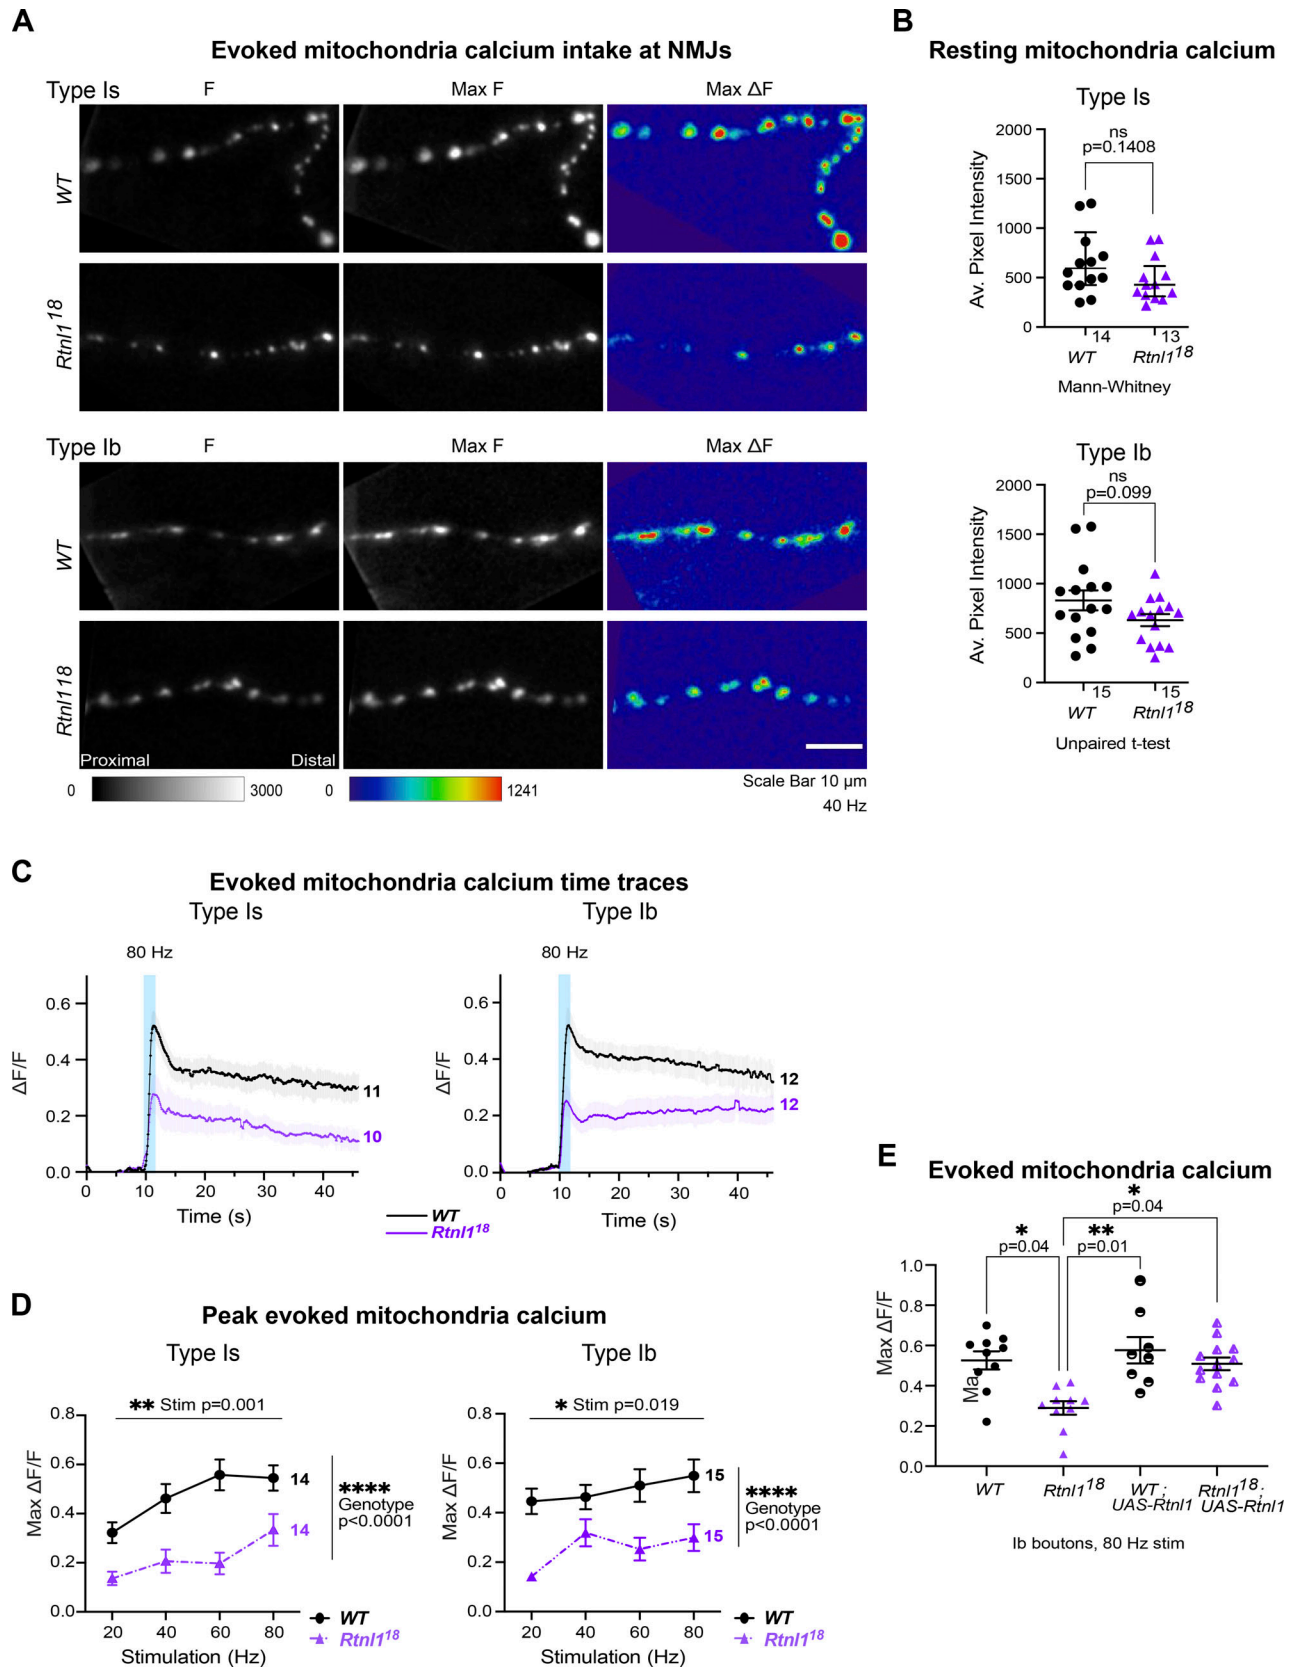 A
Evoked mitochondria calcium intake at NMJs
Type Is
F
Max F
Max ΔF
WT
Rtnl1¹⁸
Type Ib
F
Max F
Max ΔF
WT
Rtnl118
Proximal
Distal
0
3000
0
1241
Scale Bar 10 µm
40 Hz
B
Resting mitochondria calcium
Type Is
ns
p=0.1408
Av. Pixel Intensity
2000
1500
1000
500
0
14
13
WT
Rtnl1¹⁸
Mann-Whitney
Type Ib
ns
p=0.099
Av. Pixel Intensity
2000
1500
1000
500
0
15
15
WT
Rtnl1¹⁸
Unpaired t-test
C
Evoked mitochondria calcium time traces
Type Is
80 Hz
ΔF/F
0.6
0.4
0.2
0.0
11
10
0 10 20 30 40
Time (s)
Type Ib
80 Hz
ΔF/F
0.6
0.4
0.2
0.0
12
12
0 10 20 30 40
Time (s)
WT
Rtnl1¹⁸
D
Peak evoked mitochondria calcium
Type Is
** Stim p=0.001
Max ΔF/F
0.8
0.6
0.4
0.2
0.0
14
14
****
Genotype
p<0.0001
20 40 60 80
Stimulation (Hz)
WT
Rtnl1¹⁸
Type Ib
* Stim p=0.019
Max ΔF/F
0.8
0.6
0.4
0.2
0.0
15
15
****
Genotype
p<0.0001
20 40 60 80
Stimulation (Hz)
WT
Rtnl1¹⁸
E
Evoked mitochondria calcium
*
p=0.04
*
p=0.04
**
p=0.01
Max ΔF/F
Ma
1.0
0.8
0.6
0.4
0.2
0.0
WT
Rtnl1¹⁸
WT ;
UAS-Rtnl1
Rtnl1¹⁸;
UAS-Rtnl1
Ib boutons, 80 Hz stim